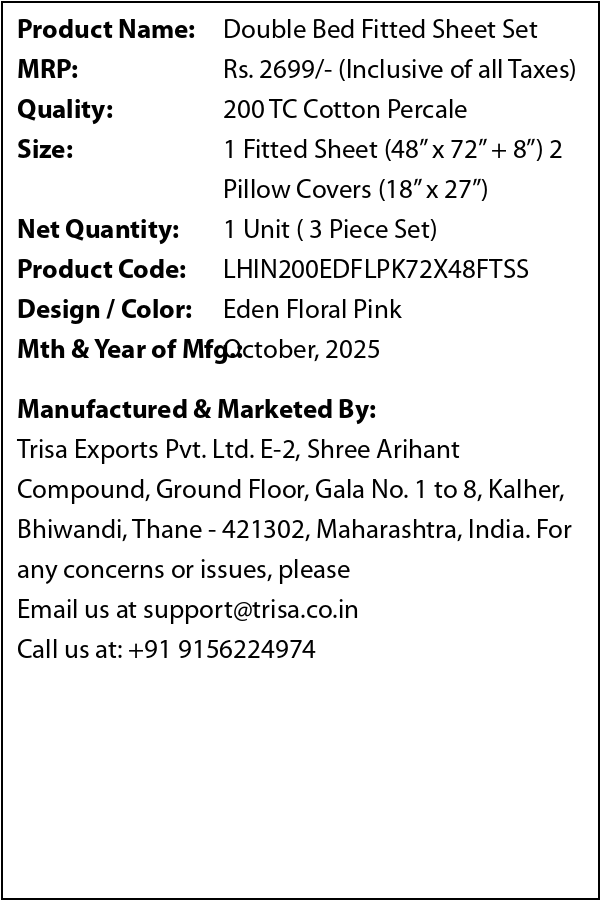 Product Name: Double Bed Fitted Sheet Set
MRP: Rs. 2699/- (Inclusive of all Taxes)
Quality: 200 TC Cotton Percale
Size: 1 Fitted Sheet (48” x 72” + 8”) 2
Pillow Covers (18” x 27”)
Net Quantity: 1 Unit ( 3 Piece Set)
Product Code: LHIN200EDFLPK72X48FTSS
Design / Color: Eden Floral Pink
Mth & Year of Mfg.: October, 2025
Manufactured & Marketed By:
Trisa Exports Pvt. Ltd. E-2, Shree Arihant
Compound, Ground Floor, Gala No. 1 to 8, Kalher,
Bhiwandi, Thane - 421302, Maharashtra, India. For
any concerns or issues, please
Email us at support@trisa.co.in
Call us at: +91 9156224974